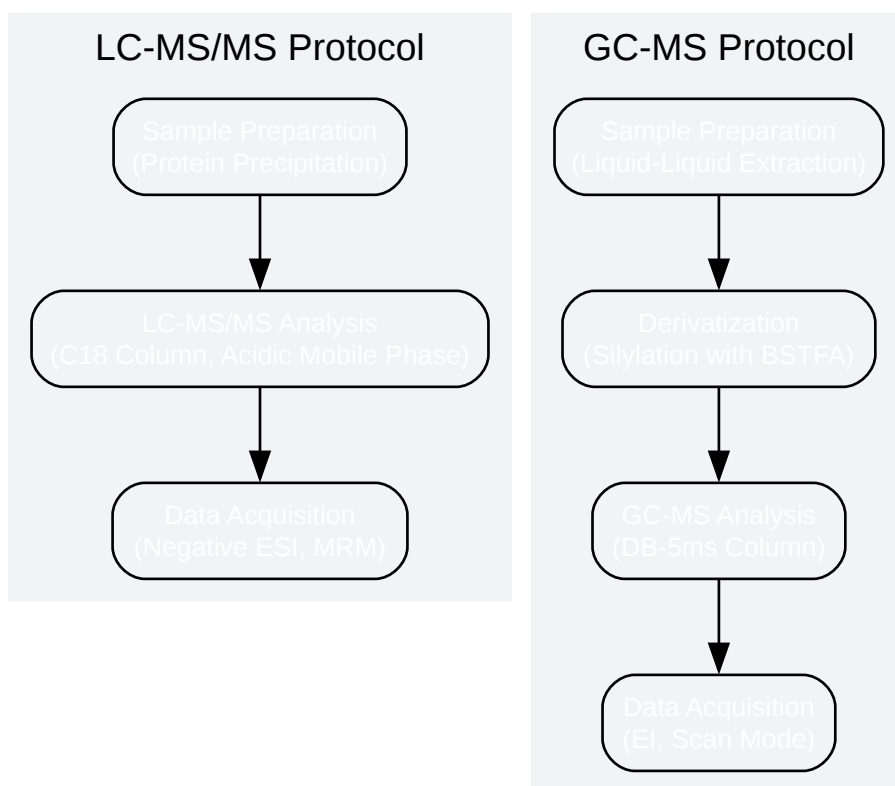 LC-MS/MS Protocol
Sample Preparation
(Protein Precipitation)
LC-MS/MS Analysis
(C18 Column, Acidic Mobile Phase)
Data Acquisition
(Negative ESI, MRM)
GC-MS Protocol
Sample Preparation
(Liquid-Liquid Extraction)
Derivatization
(Silylation with BSTFA)
GC-MS Analysis
(DB-5ms Column)
Data Acquisition
(EI, Scan Mode)